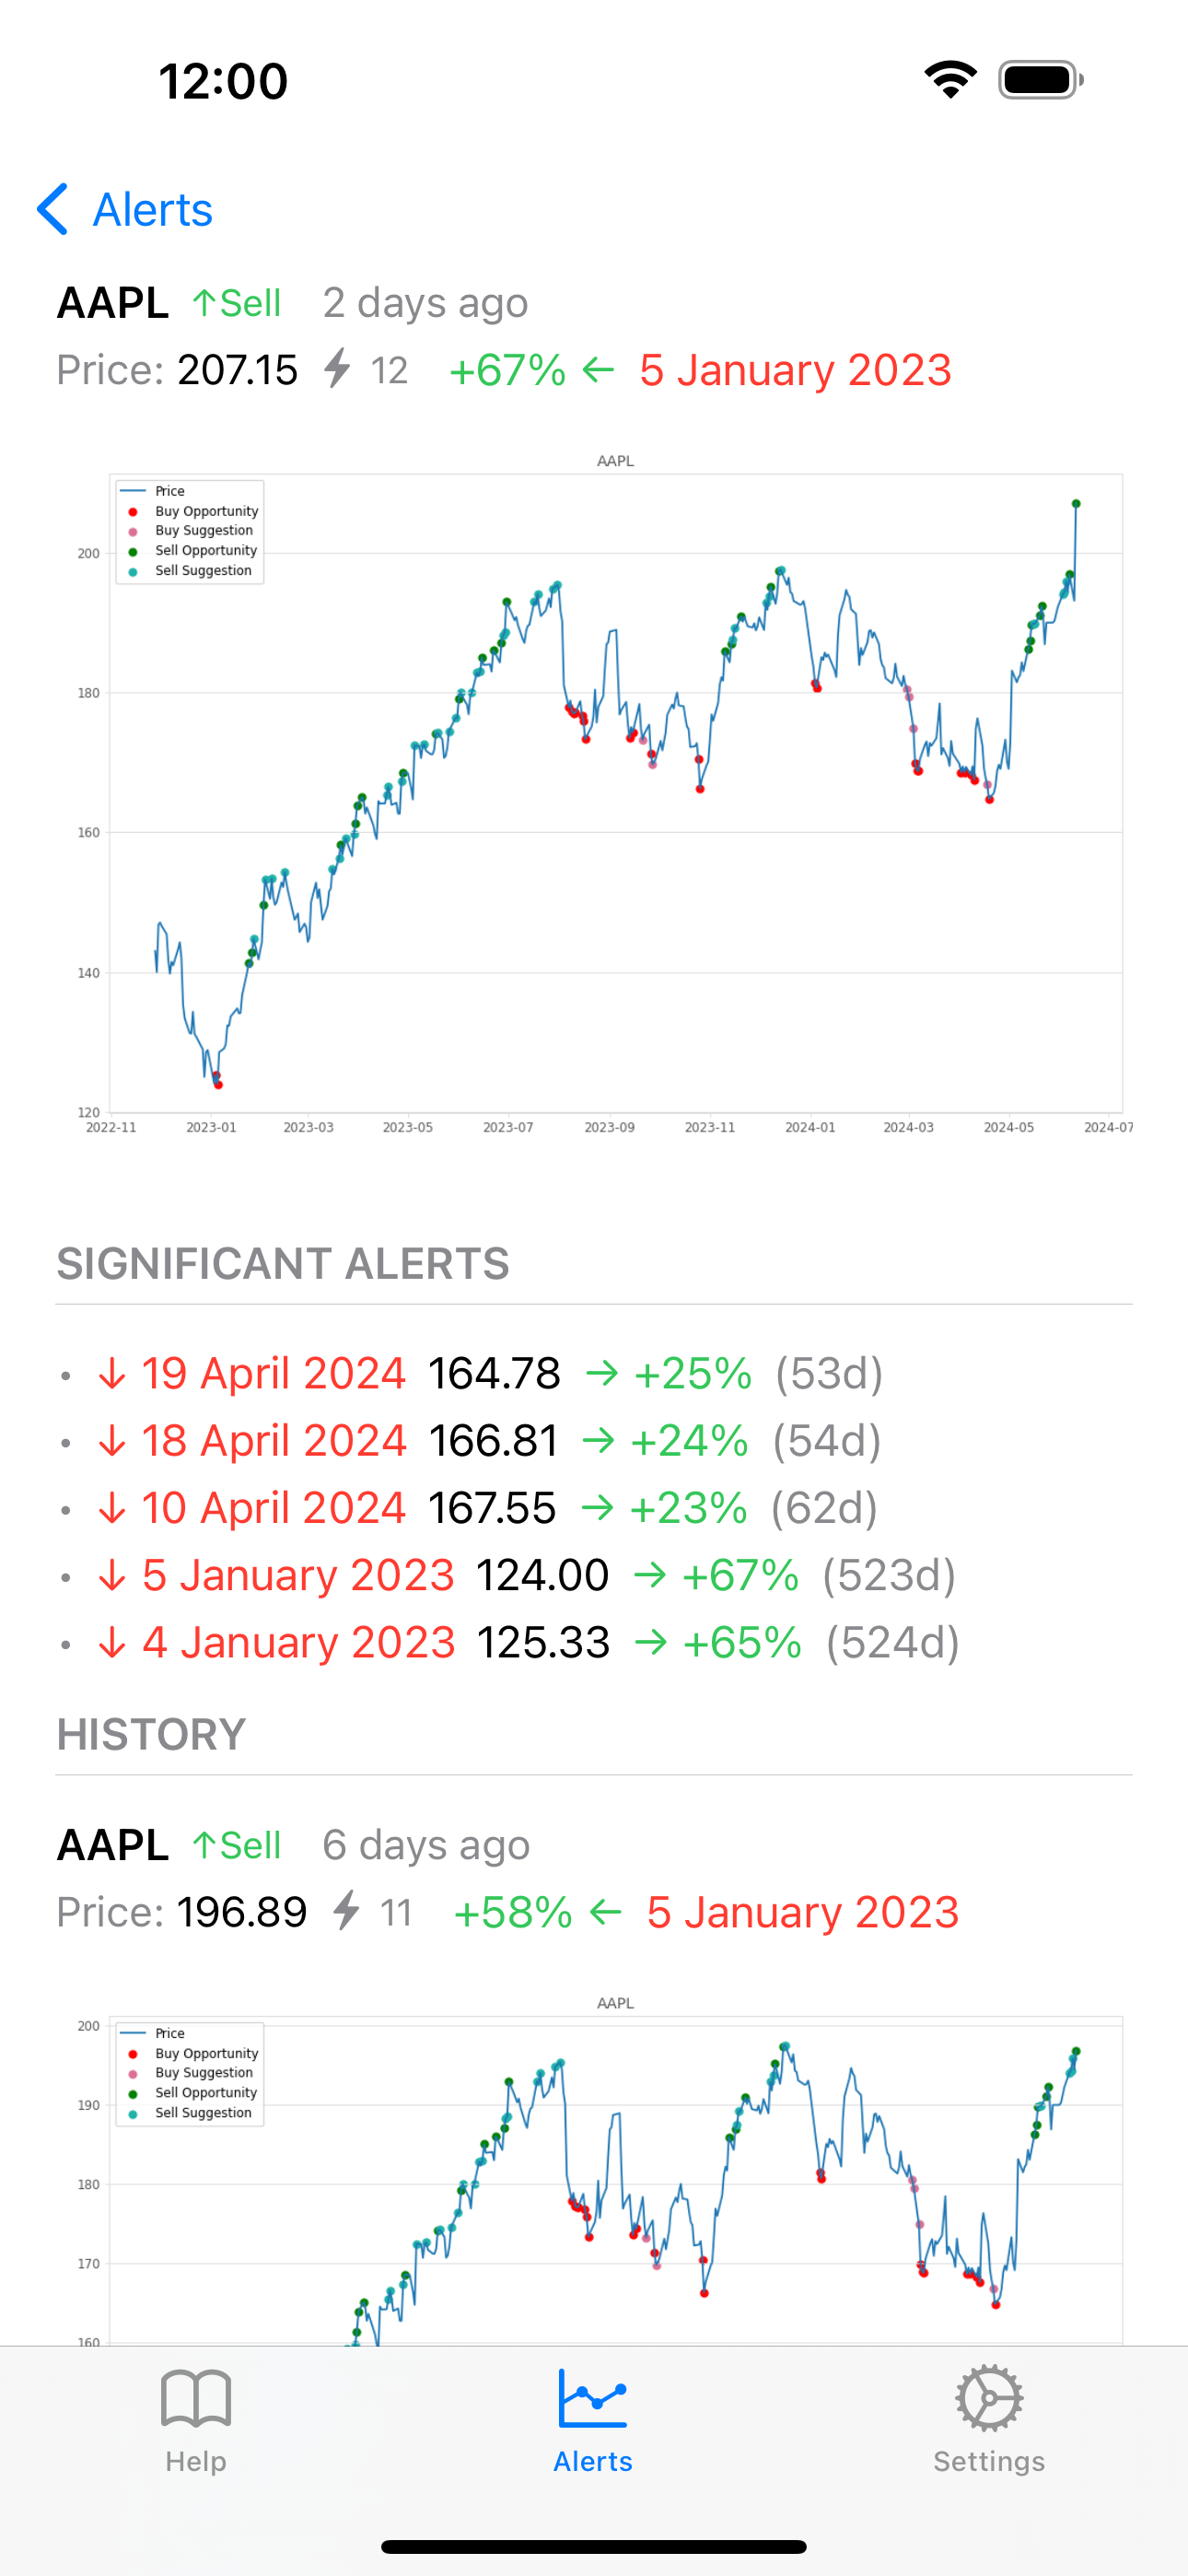 12:00
Alerts
AAPL ↑Sell 2 days ago
Price: 207.15 12 +67% ← 5 January 2023
AAPL
Price
Buy Opportunity
Buy Suggestion
Sell Opportunity
Sell Suggestion
200
180
160
140
120
2022-11 2023-01 2023-03 2023-05 2023-07 2023-09 2023-11 2024-01 2024-03 2024-05 2024-07
SIGNIFICANT ALERTS
• ↓ 19 April 2024 164.78 → +25% (53d)
• ↓ 18 April 2024 166.81 → +24% (54d)
• ↓ 10 April 2024 167.55 → +23% (62d)
• ↓ 5 January 2023 124.00 → +67% (523d)
• ↓ 4 January 2023 125.33 → +65% (524d)
HISTORY
AAPL ↑Sell 6 days ago
Price: 196.89 11 +58% ← 5 January 2023
AAPL
Price
Buy Opportunity
Buy Suggestion
Sell Opportunity
Sell Suggestion
200
190
180
170
160
Help Alerts Settings